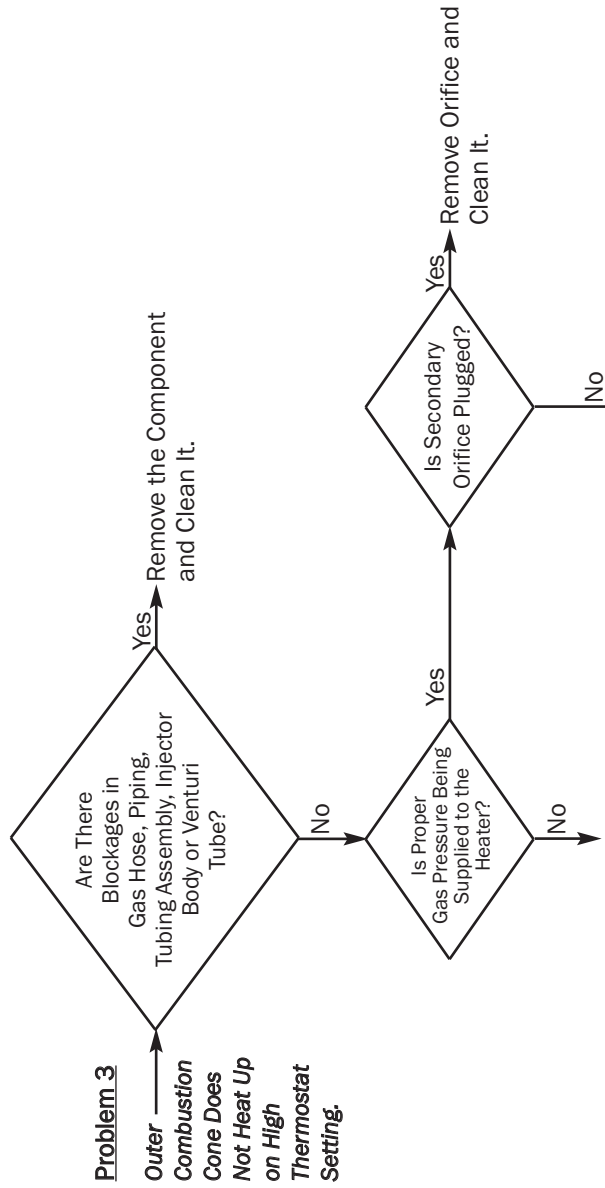 Problem 3
Outer
Combustion
Cone Does
Not Heat Up
on High
Thermostat
Setting.
Are There
Blockages in
Gas Hose, Piping,
Tubing Assembly, Injector
Body or Venturi
Tube?
Yes
Remove the Component
and Clean It.
No
Is Proper
Gas Pressure Being
Supplied to the
Heater?
Yes
No
Is Secondary
Orifice Plugged?
Yes
Remove Orifice and
Clean It.
No